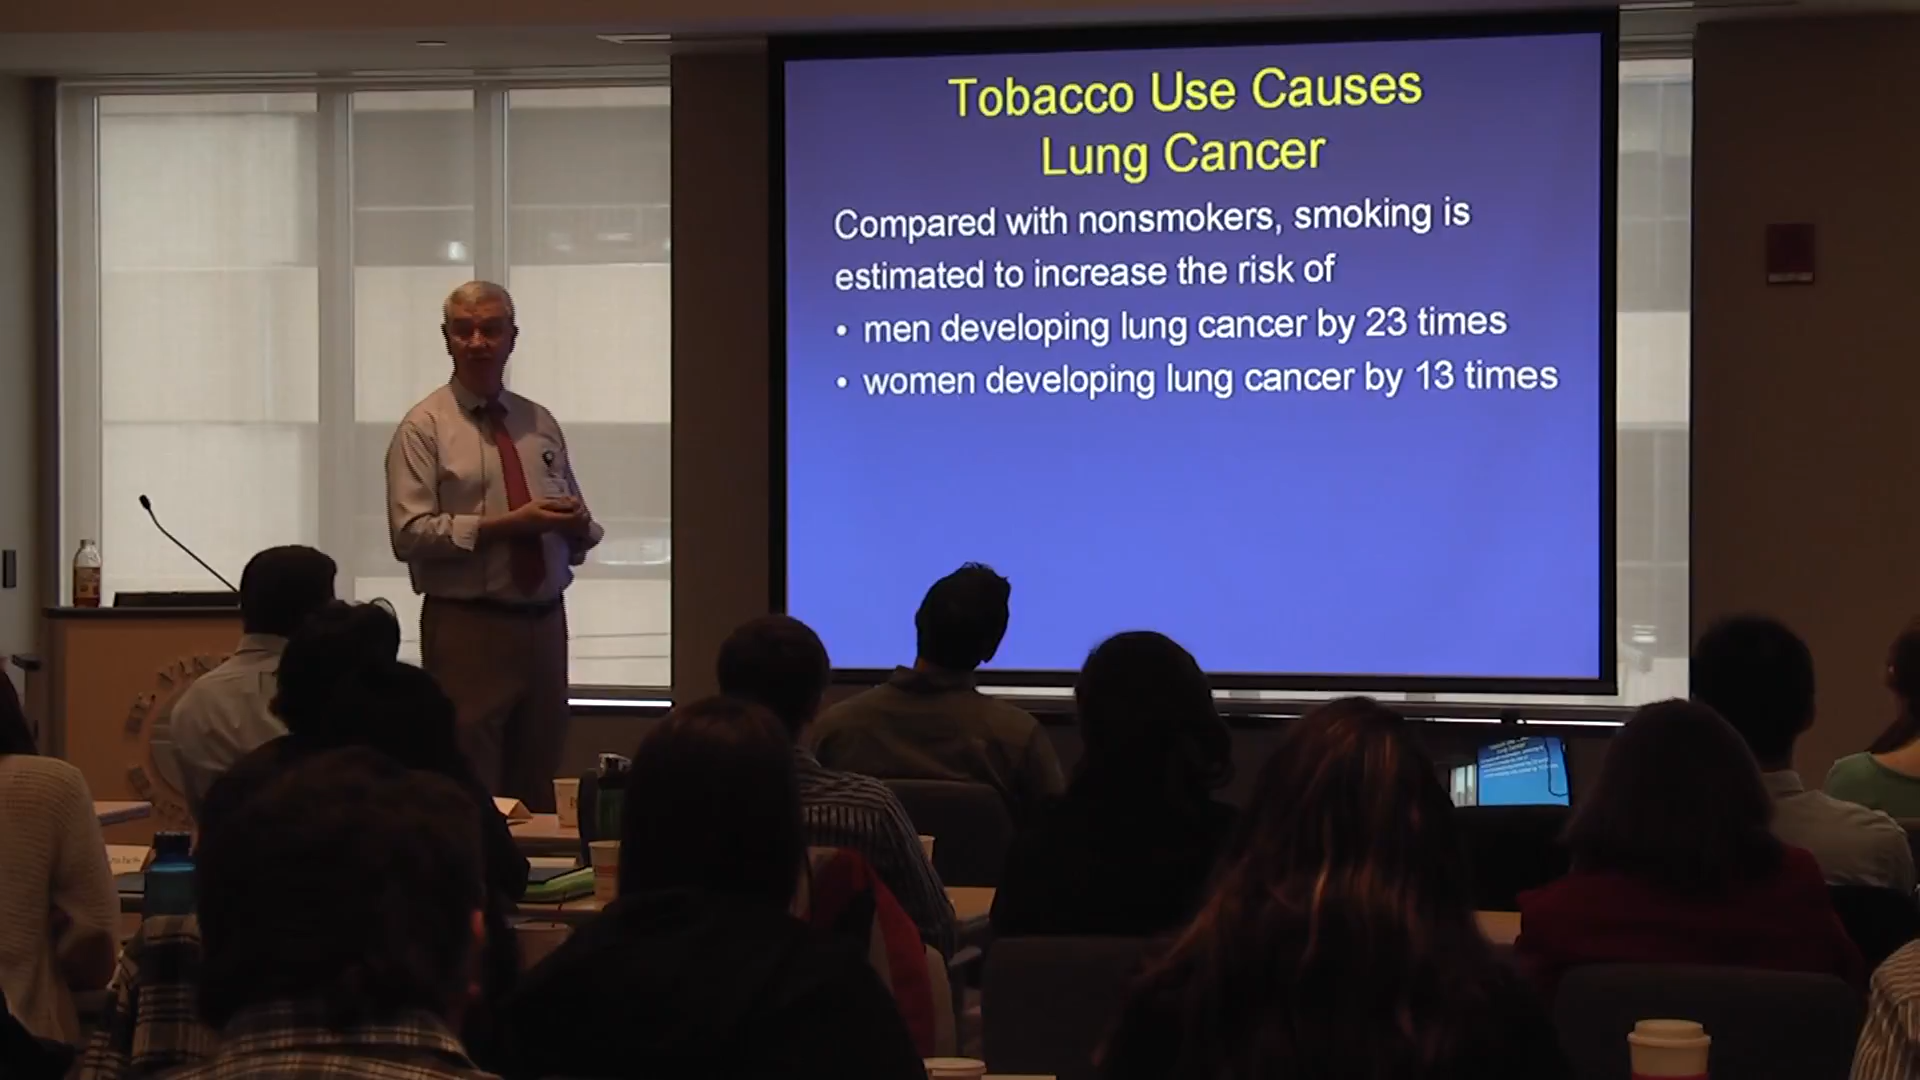 Tobacco Use Causes
Lung Cancer
Compared with nonsmokers, smoking is
estimated to increase the risk of
• men developing lung cancer by 23 times
• women developing lung cancer by 13 times